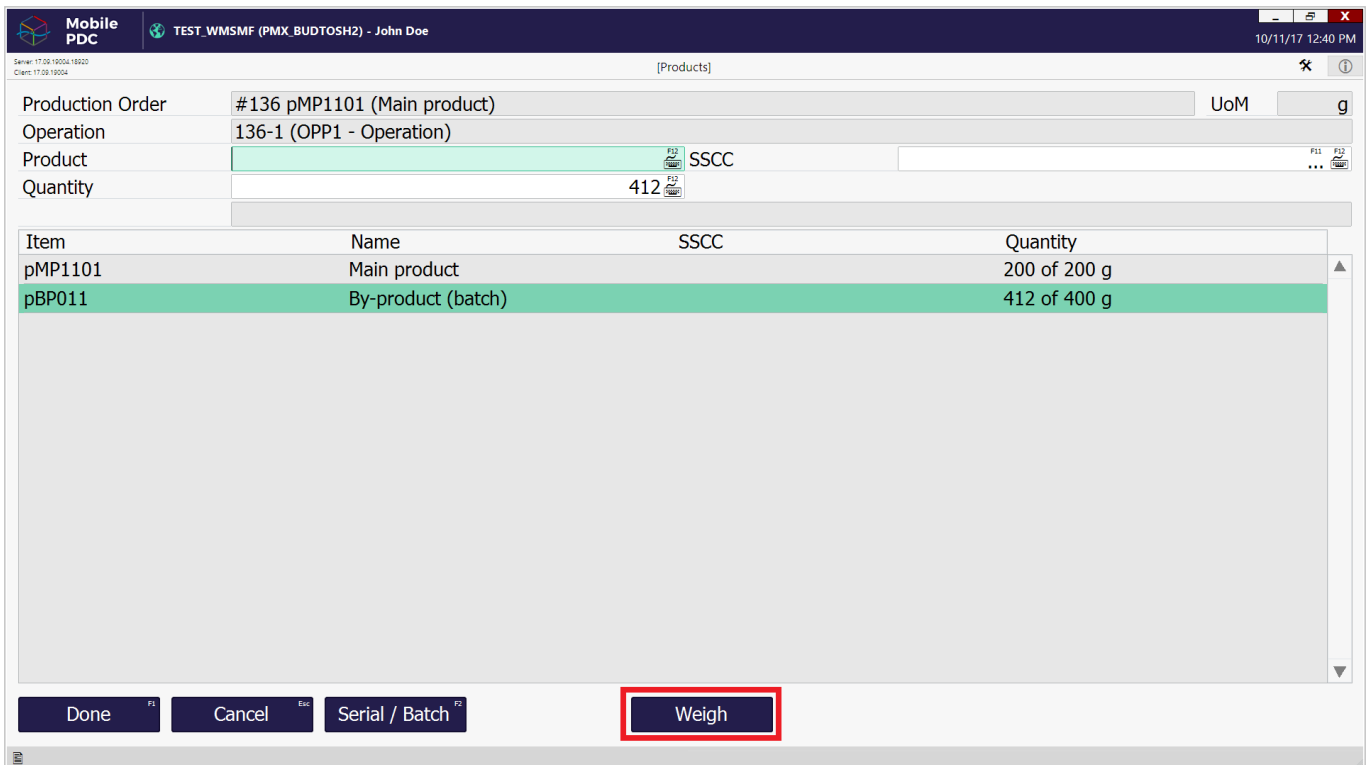 Mobile
PDC
TEST_WMSMF (PMX_BUDTOSH2) - John Doe
X
10/11/17 12:40 PM
Server: 17.09.19004.18920
Client: 17.09.19004
[Products]
Production Order #136 pMP1101 (Main product) UoM g
Operation 136-1 (OPP1 - Operation)
Product F12 SSCC F11 ... F12
Quantity 412 F12
Item Name SSCC Quantity
pMP1101 Main product 200 of 200 g
pBP011 By-product (batch) 412 of 400 g
Done F1 Cancel Esc Serial / Batch F2 Weigh